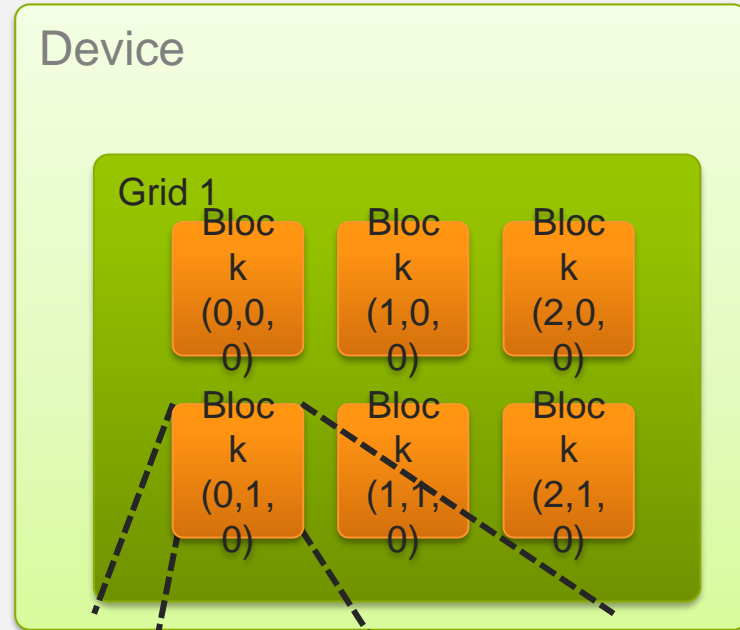 Device
Grid 1
Bloc
k
(0,0,
0)
Bloc
k
(1,0,
0)
Bloc
k
(2,0,
0)
Bloc
k
(0,1,
0)
Bloc
k
(1,1,
0)
Bloc
k
(2,1,
0)